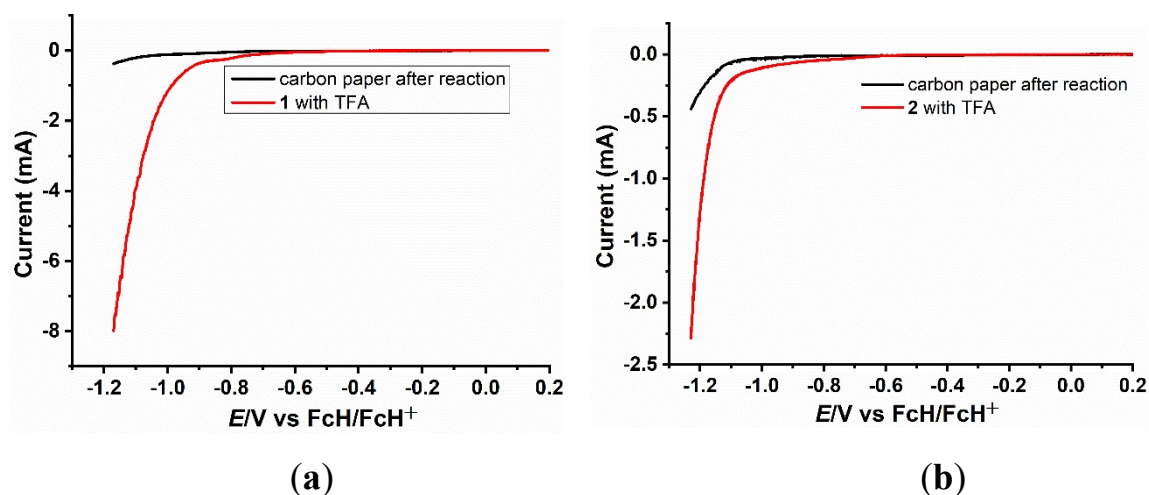 0
-2
-4
-6
-8
Current (mA)
carbon paper after reaction
1 with TFA
-1.2 -1.0 -0.8 -0.6 -0.4 -0.2 0.0 0.2
E/V vs FcH/FcH⁺
(a)
0.0
-0.5
-1.0
-1.5
-2.0
-2.5
Current (mA)
carbon paper after reaction
2 with TFA
-1.2 -1.0 -0.8 -0.6 -0.4 -0.2 0.0 0.2
E/V vs FcH/FcH⁺
(b)